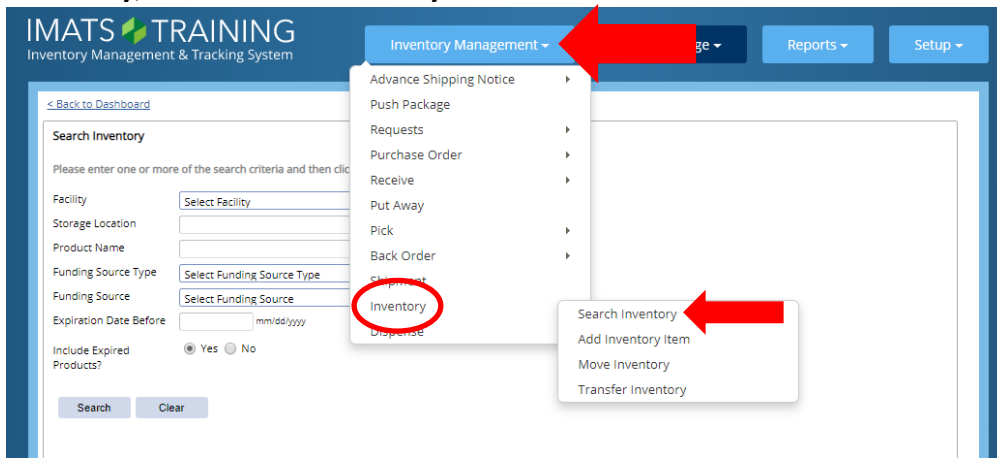 IMATS TRAINING
Inventory Management & Tracking System
Inventory Management
Reports
Setup
< Back to Dashboard
Search Inventory
Please enter one or more of the search criteria and then
Facility
Select Facility
Storage Location
Product Name
Funding Source Type
Select Funding Source Type
Funding Source
Select Funding Source
Expiration Date Before
mm/dd/yyyy
Include Expired
Products?
Yes No
Search Clear
Advance Shipping Notice
Push Package
Requests
Purchase Order
Receive
Put Away
Pick
Back Order
Shipment
Inventory
Dispense
Search Inventory
Add Inventory Item
Move Inventory
Transfer Inventory